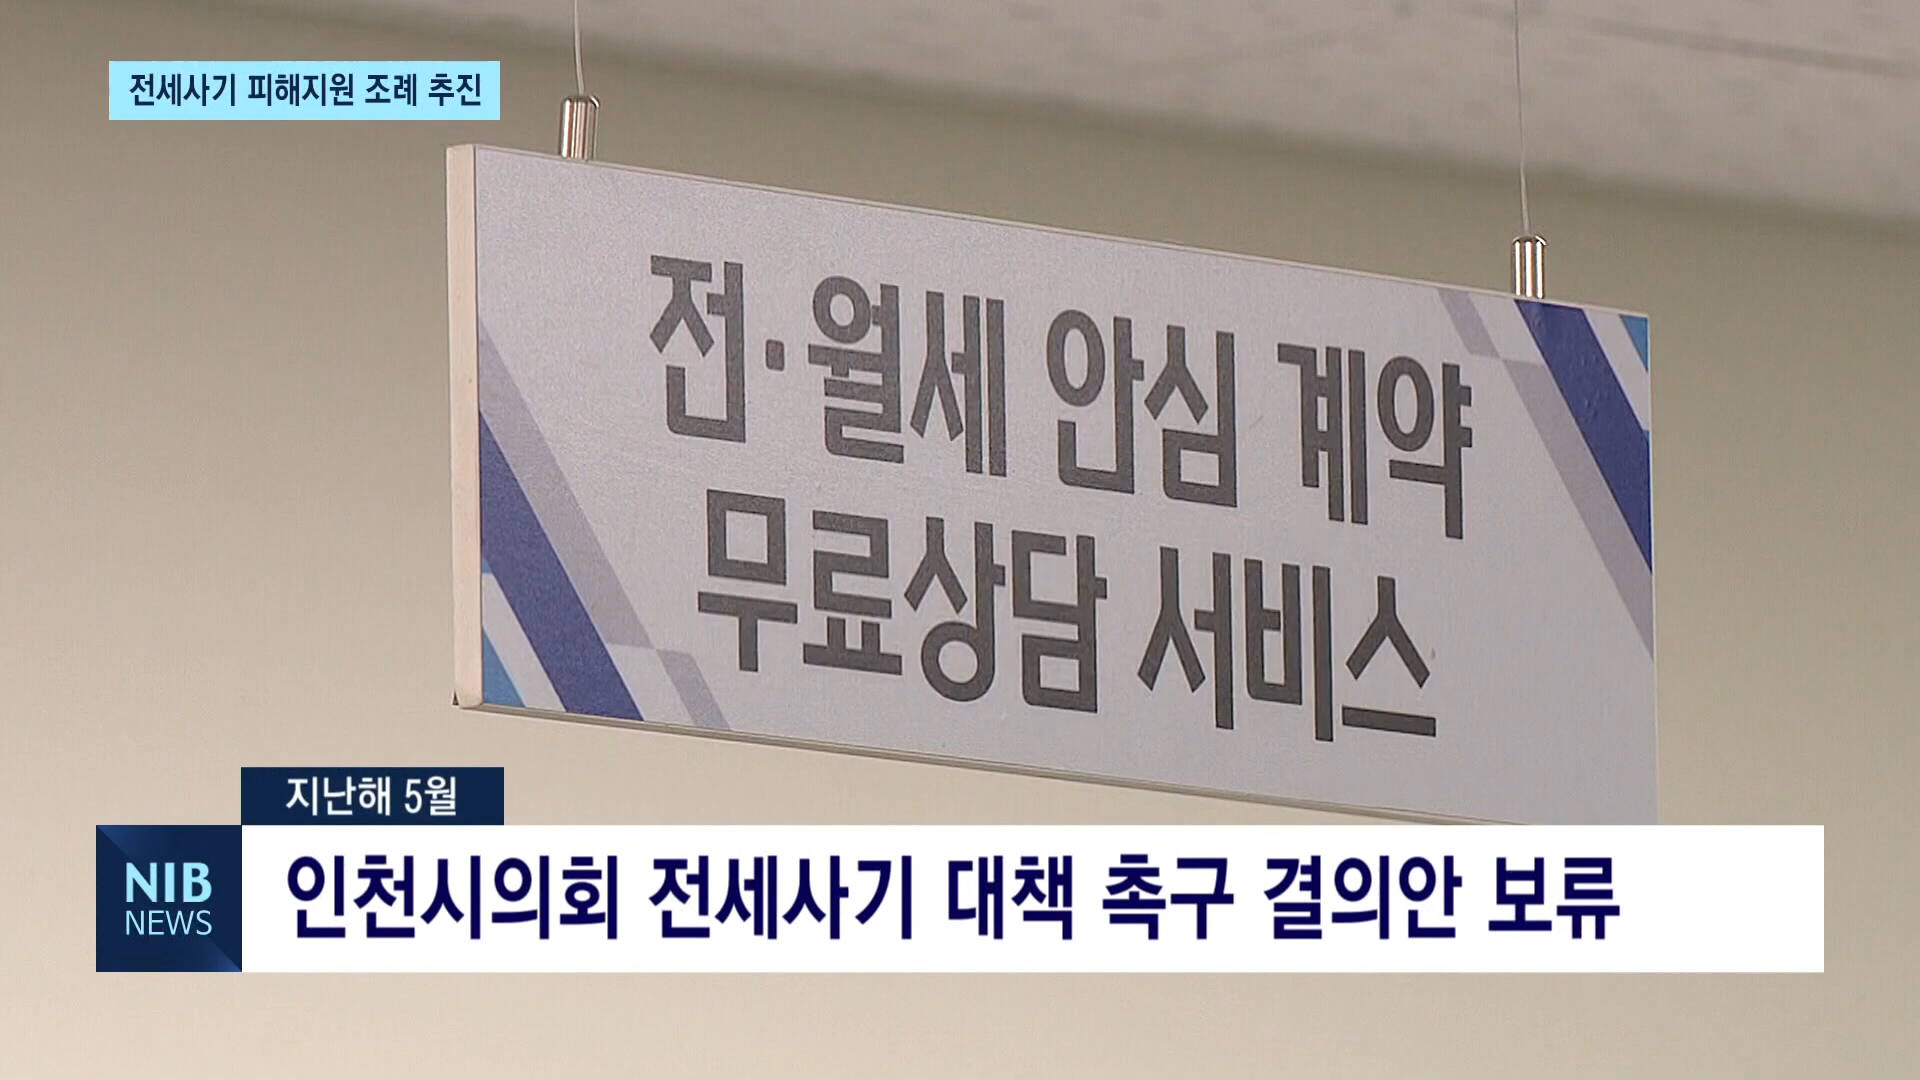 전세사기 피해지원 조례 추진
전·월세 안심 계약
무료상담 서비스
지난해 5월
NIB
NEWS
인천시의회 전세사기 대책 촉구 결의안 보류